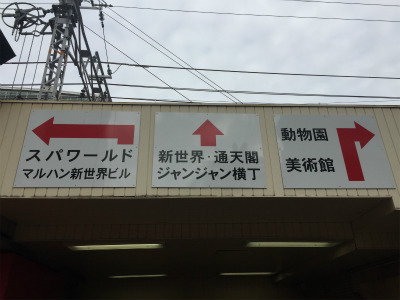 スパワールド
マルハン新世界ビル
新世界・通天閣
ジャンジャン横丁
動物園
美術館